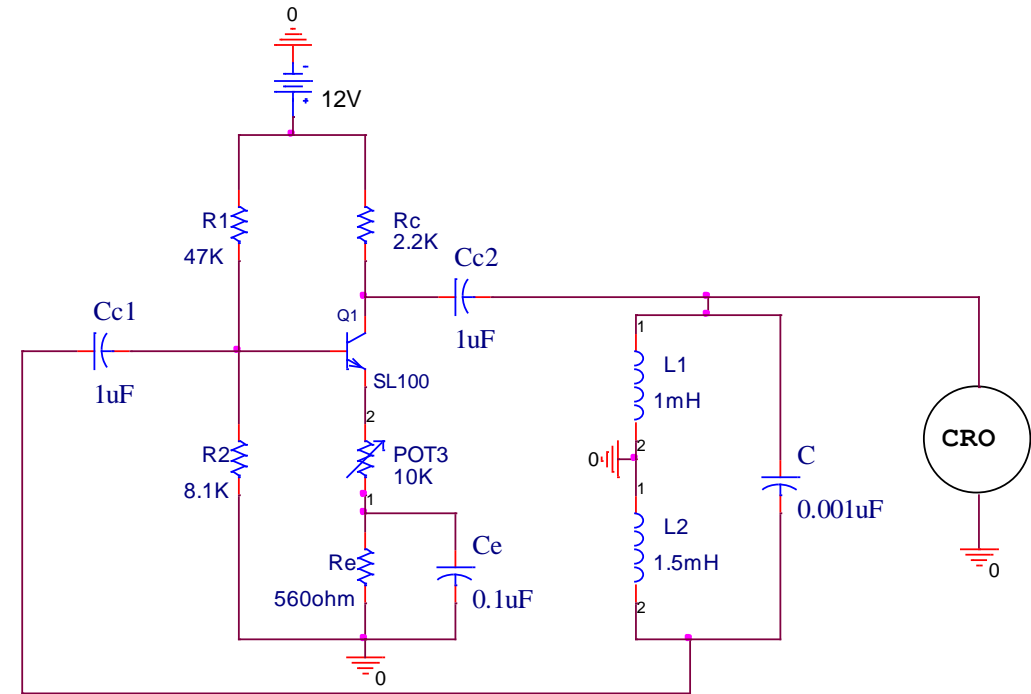 0
-
+
12V
R1
47K
Rc
2.2K
Cc2
1uF
Cc1
1uF
Q1
SL100
2
POT3
10K
1
R2
8.1K
Re
560ohm
Ce
0.1uF
0
1
L1
1mH
2
0
1
L2
1.5mH
2
C
0.001uF
CRO
0